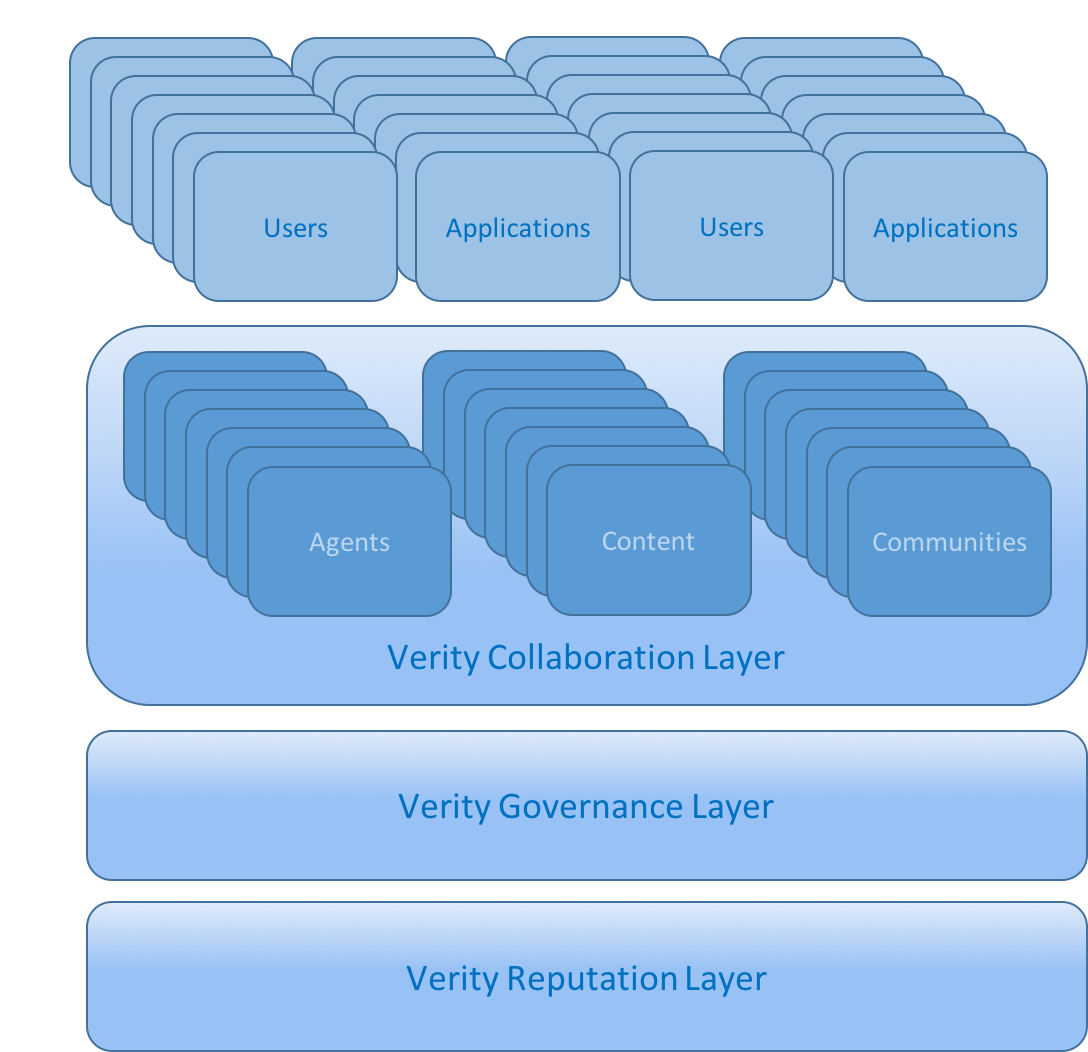 Users
Applications
Users
Applications
Agents
Content
Communities
Verity Collaboration Layer
Verity Governance Layer
Verity Reputation Layer